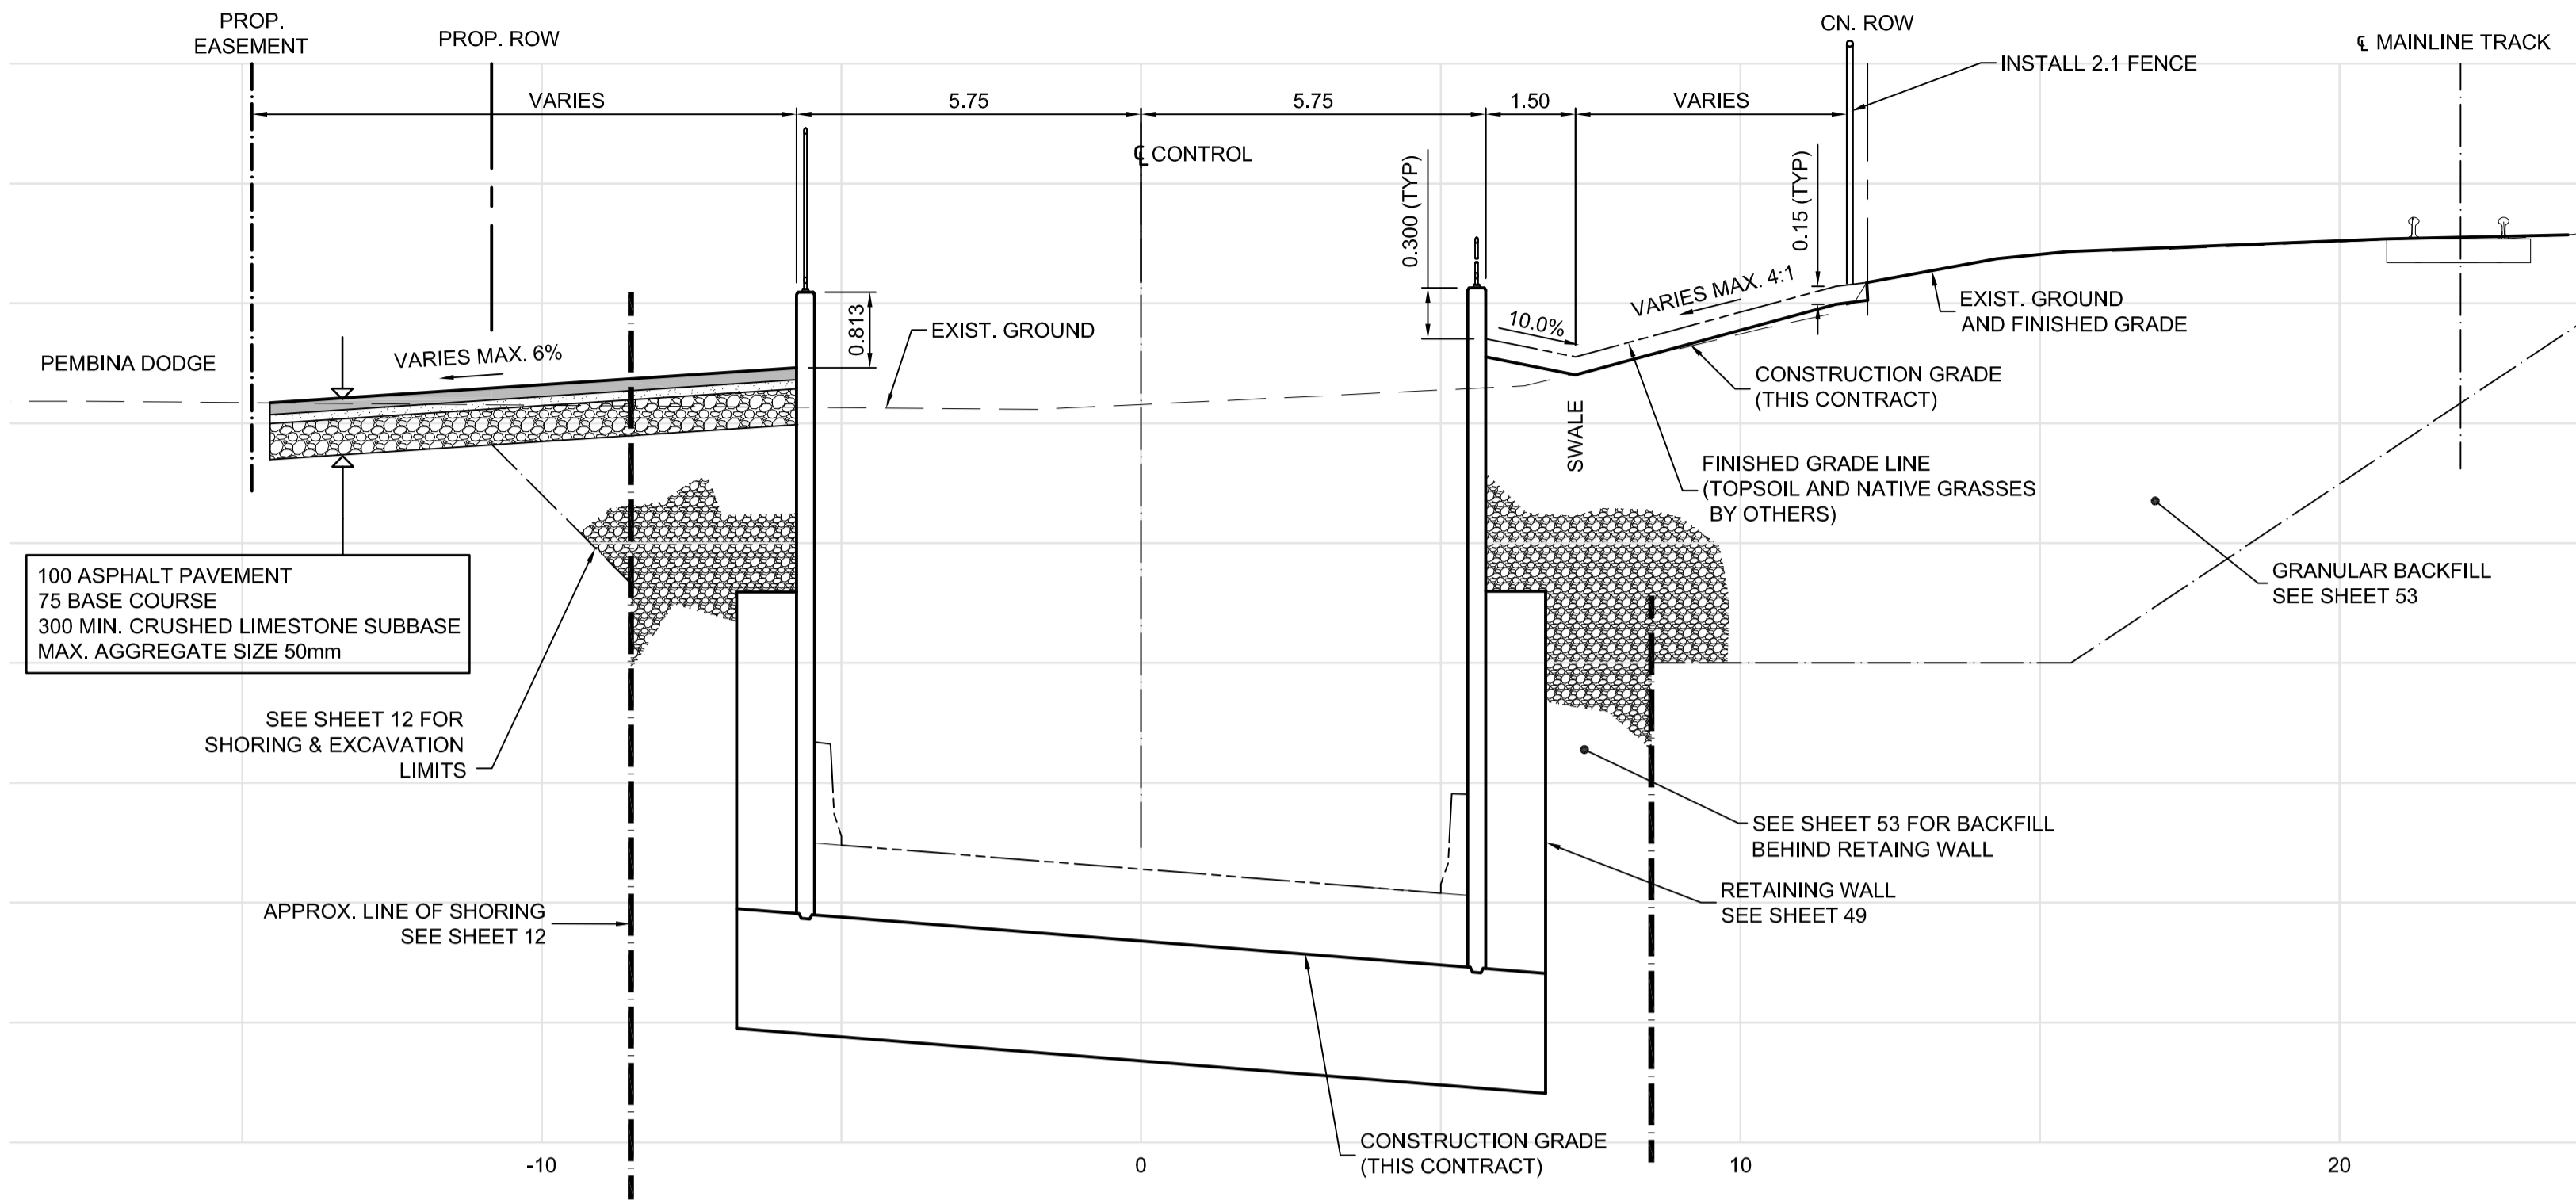 PROP.
EASEMENT
PROP. ROW
CN. ROW
℄ MAINLINE TRACK
INSTALL 2.1 FENCE
VARIES
5.75
5.75
1.50
VARIES
℄ CONTROL
0.300 (TYP)
0.15 (TYP)
VARIES MAX. 4:1
10.0%
0.813
EXIST. GROUND
EXIST. GROUND
AND FINISHED GRADE
PEMBINA DODGE
VARIES MAX. 6%
CONSTRUCTION GRADE
(THIS CONTRACT)
SWALE
FINISHED GRADE LINE
(TOPSOIL AND NATIVE GRASSES
BY OTHERS)
100 ASPHALT PAVEMENT
75 BASE COURSE
300 MIN. CRUSHED LIMESTONE SUBBASE
MAX. AGGREGATE SIZE 50mm
GRANULAR BACKFILL
SEE SHEET 53
SEE SHEET 12 FOR
SHORING & EXCAVATION
LIMITS
SEE SHEET 53 FOR BACKFILL
BEHIND RETAING WALL
RETAINING WALL
SEE SHEET 49
APPROX. LINE OF SHORING
SEE SHEET 12
CONSTRUCTION GRADE
(THIS CONTRACT)
-10
0
10
20